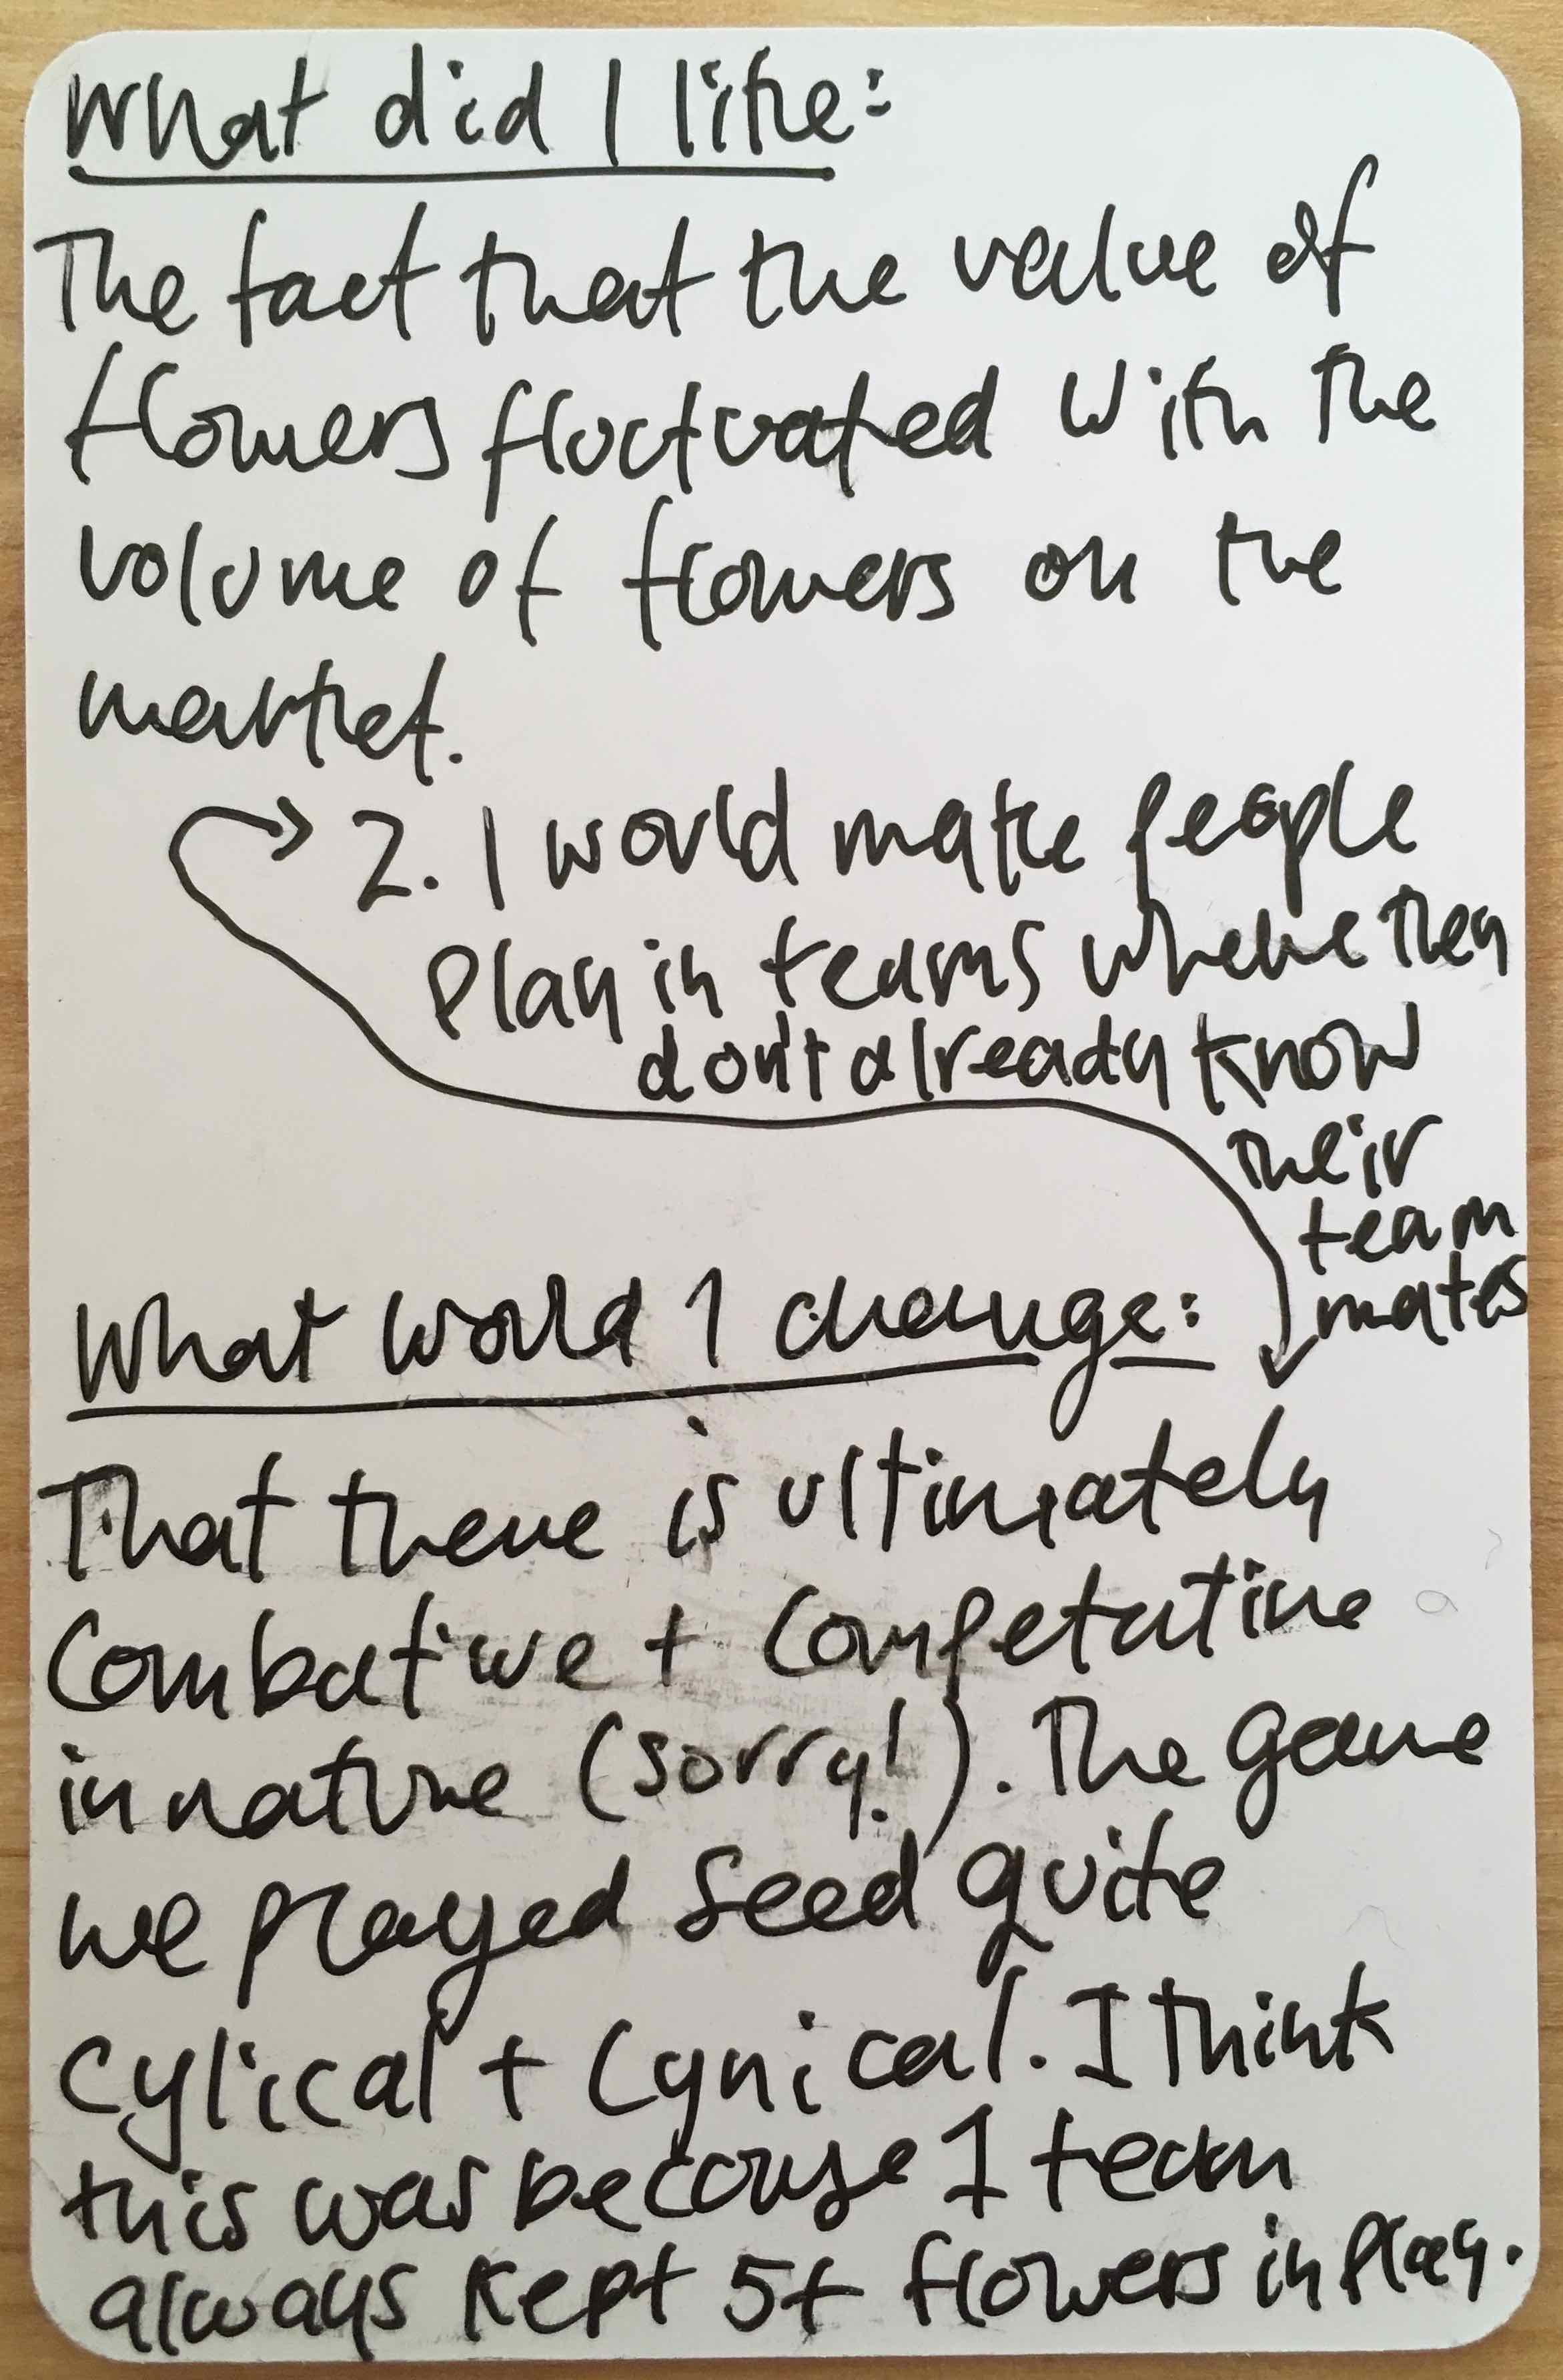 What did I like:
The fact that the value of
flowers fluctuated with the
volume of flowers on the
market.
2. I would make people
play in teams where they
don't already know
their
team
mates
What would I change:
That there is ultimately
Combative + Competative
in nature (sorry!). The game
we played seed quite
cylical + cynical. I think
this was because 1 team
always kept 5+ flowers in play.